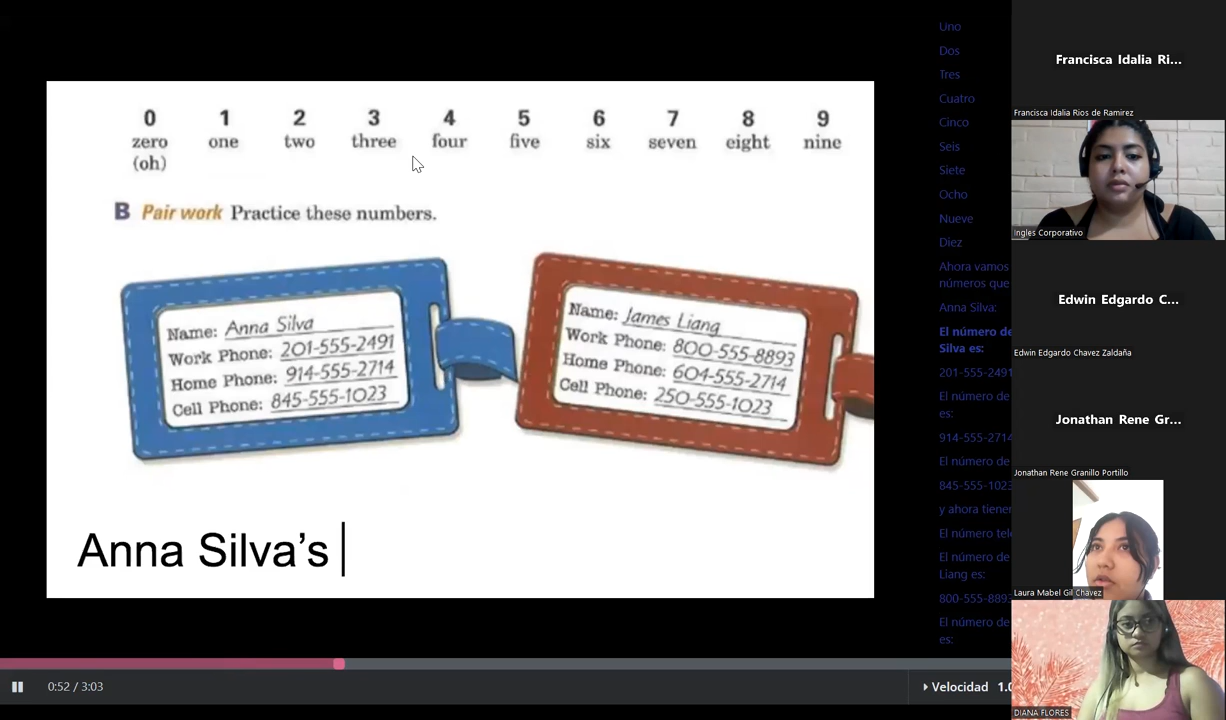 0 1 2 3 4 5 6 7 8 9
zero one two three four five six seven eight nine
(oh)
B Pair work Practice these numbers.
Name: Anna Silva
Work Phone: 201-555-2491
Home Phone: 914-555-2714
Cell Phone: 845-555-1023
Name: James Liang
Work Phone: 800-555-8893
Home Phone: 604-555-2714
Cell Phone: 250-555-1023
Anna Silva's
0:52 / 3:03
Velocidad 1.0
Uno
Dos
Tres
Cuatro
Cinco
Seis
Siete
Ocho
Nueve
Diez
Ahora vamos
números que
Anna Silva:
El número de
Silva es:
201-555-2491
El número de
es:
914-555-2714
El número de
845-555-1023
y ahora tienen
El número tele
El número de
Liang es:
800-555-889
El número de
es:
Francisca Idalia Ri...
Francisca Idalia Rios de Ramirez
Ingles Corporativo
Edwin Edgardo C...
Edwin Edgardo Chavez Zaldaña
Jonathan Rene Gr...
Jonathan Rene Granillo Portillo
Laura Mabel Gil Chavez
DIANA FLORES